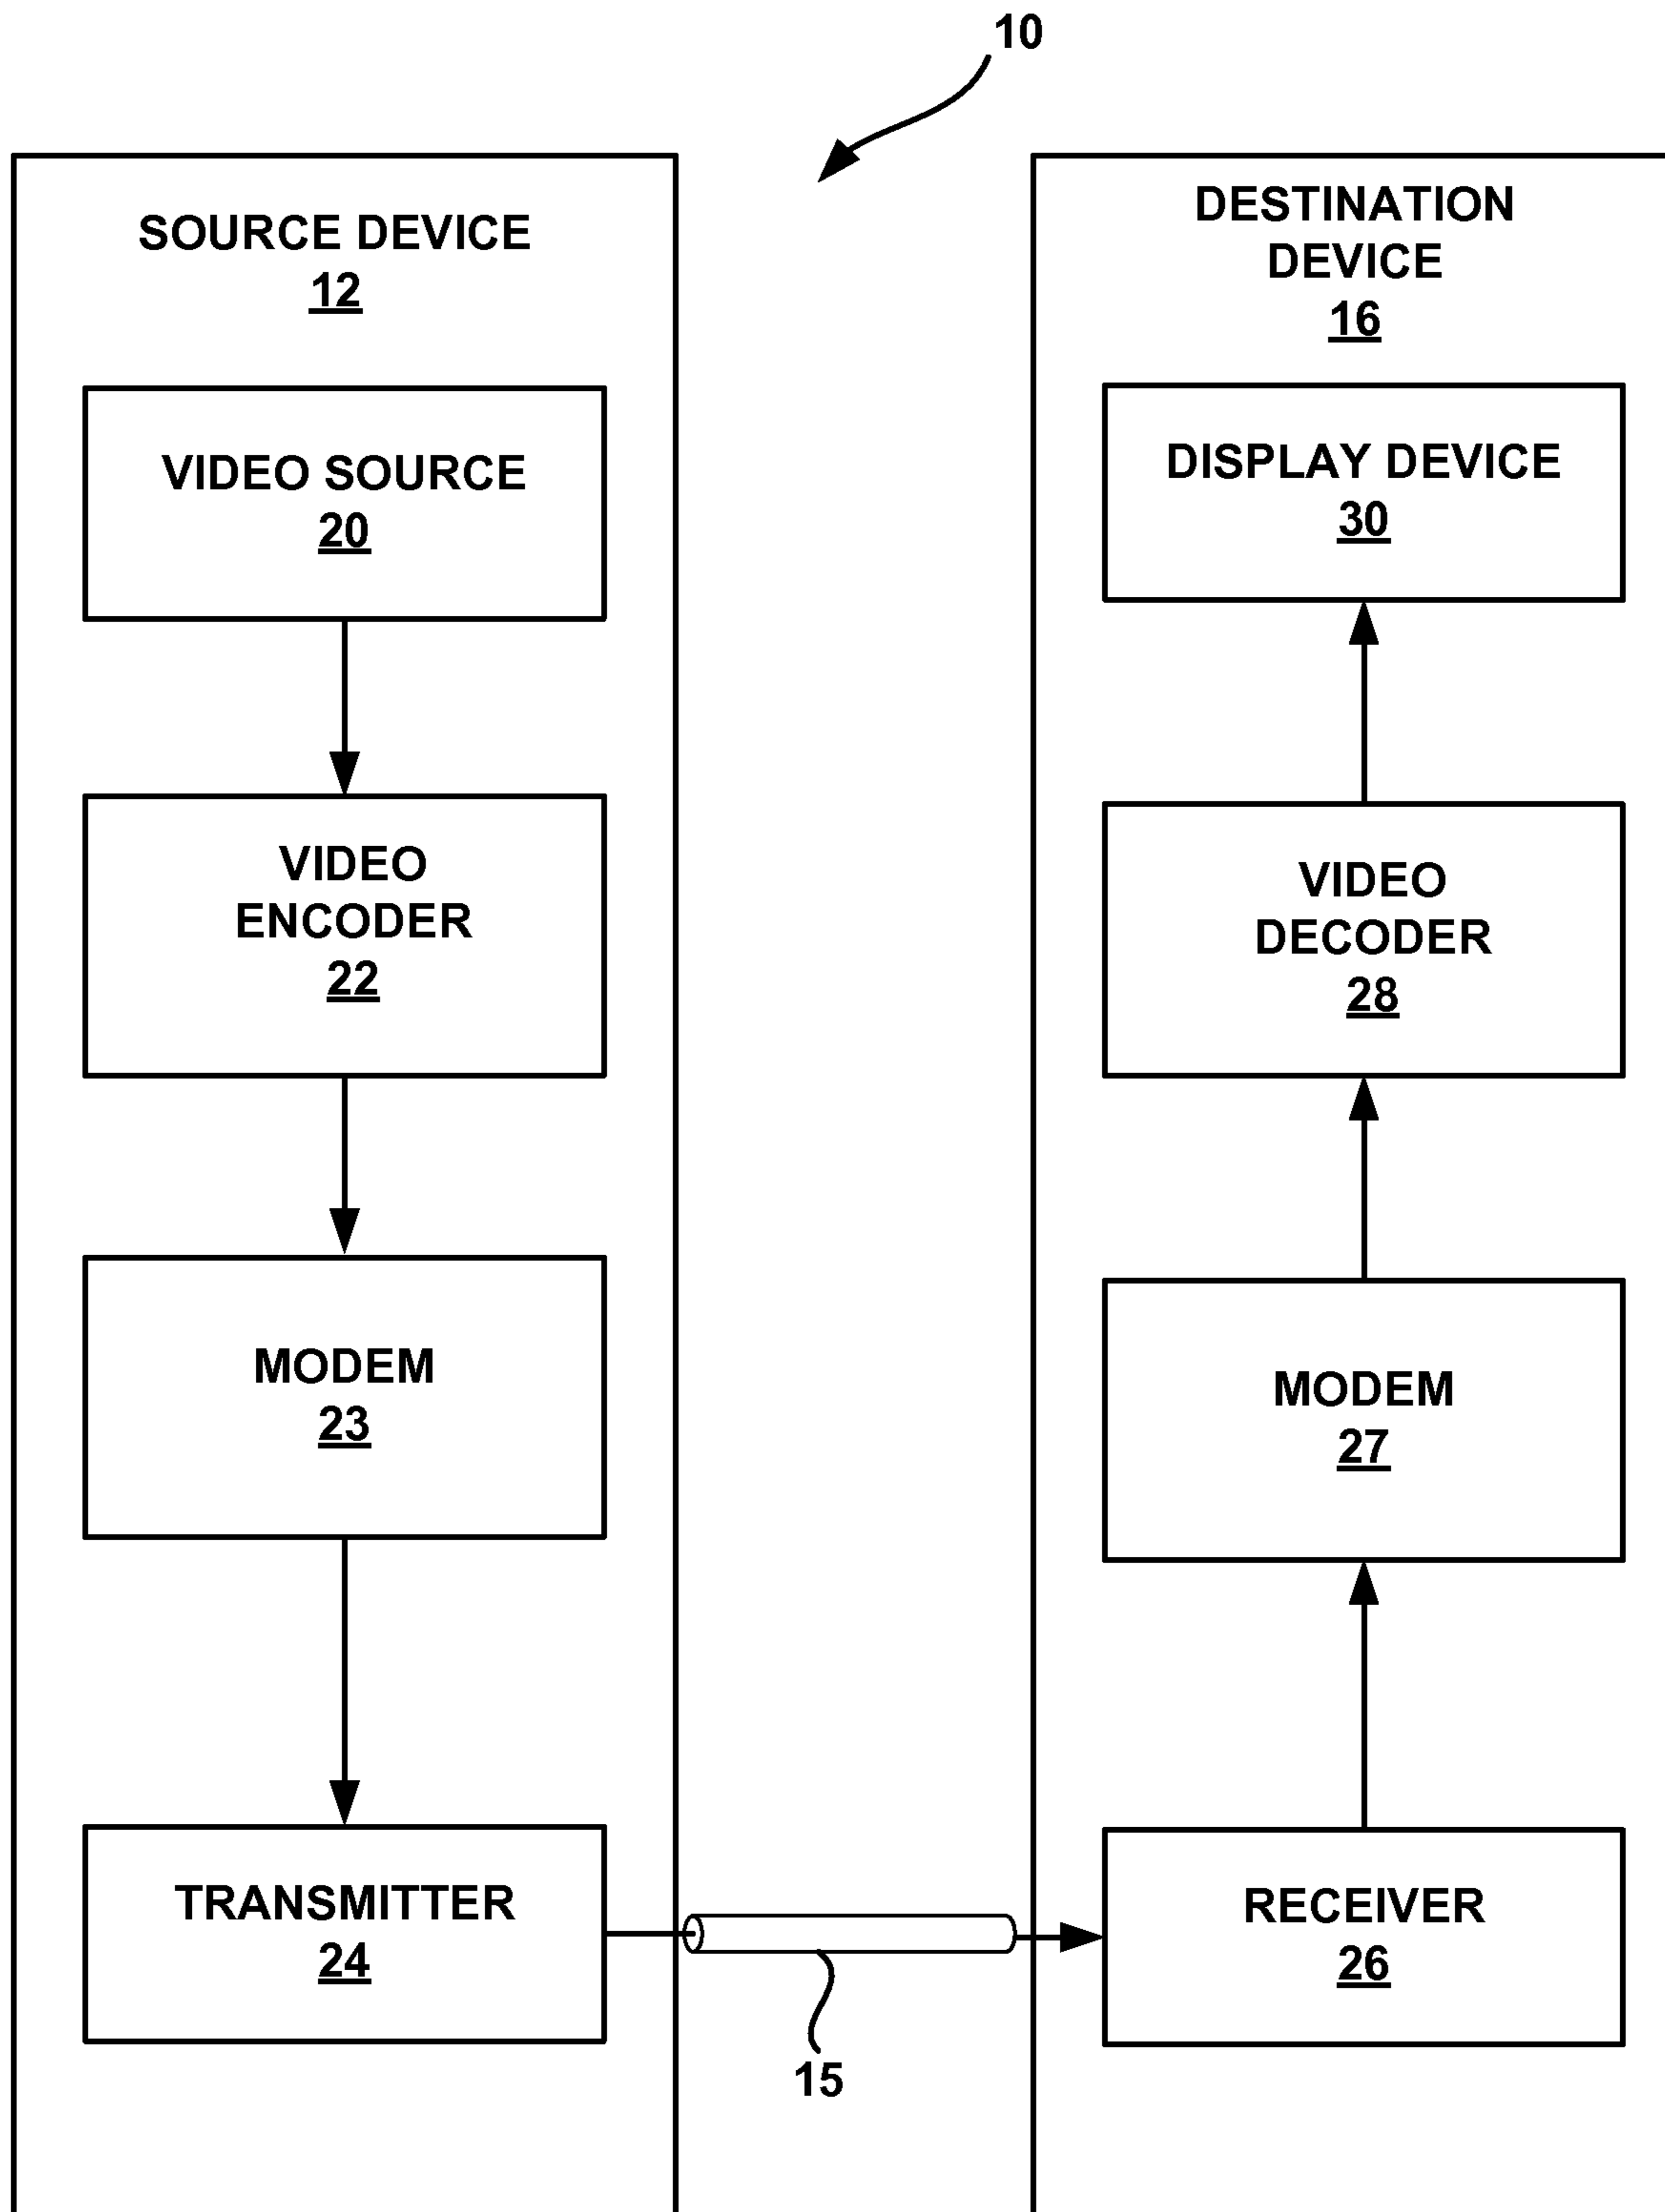 10
SOURCE DEVICE
12
VIDEO SOURCE
20
VIDEO
ENCODER
22
MODEM
23
TRANSMITTER
24
15
DESTINATION
DEVICE
16
DISPLAY DEVICE
30
VIDEO
DECODER
28
MODEM
27
RECEIVER
26